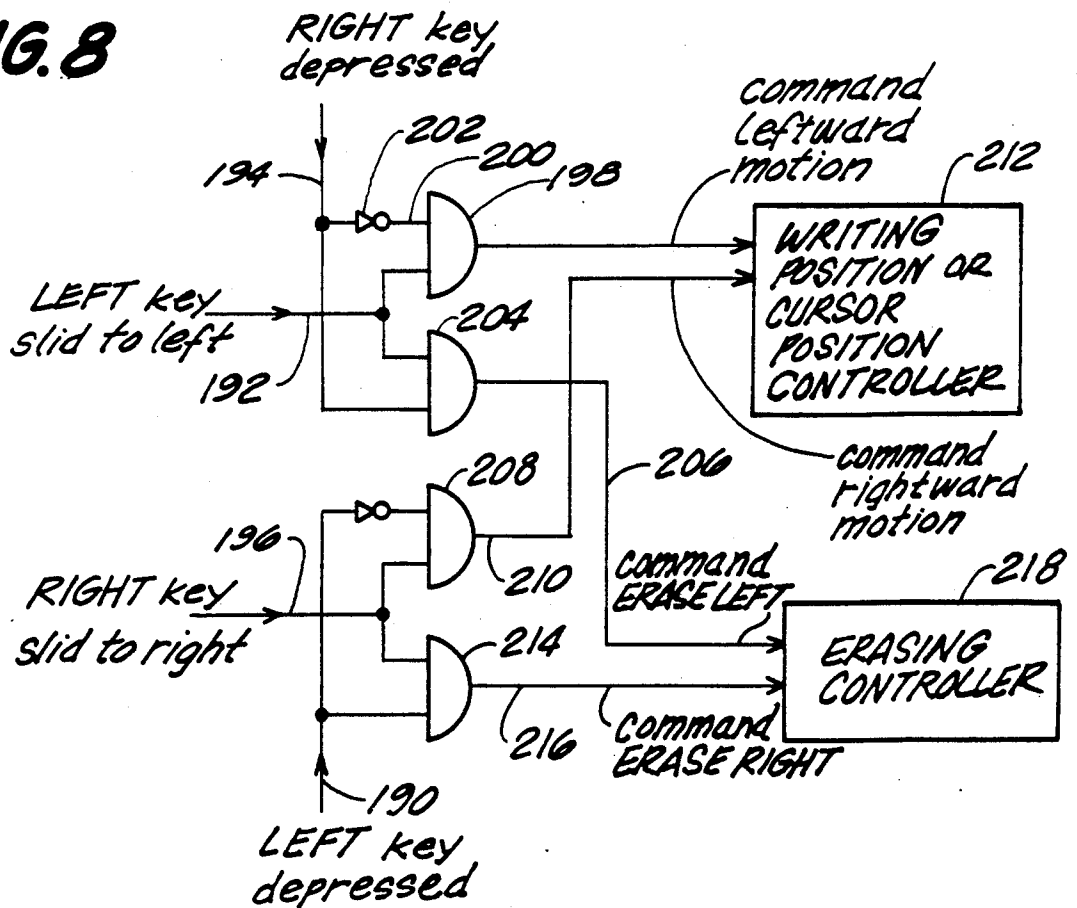 IG.8
RIGHT key
depressed
202
200
198
194
command
leftward
motion
212
WRITING
POSITION OR
CURSOR
POSITION
CONTROLLER
LEFT key
slid to left
192
204
206
command
rightward
motion
208
196
210
RIGHT key
slid to right
command
ERASE LEFT
218
ERASING
CONTROLLER
214
216
command
ERASE RIGHT
190
LEFT key
depressed